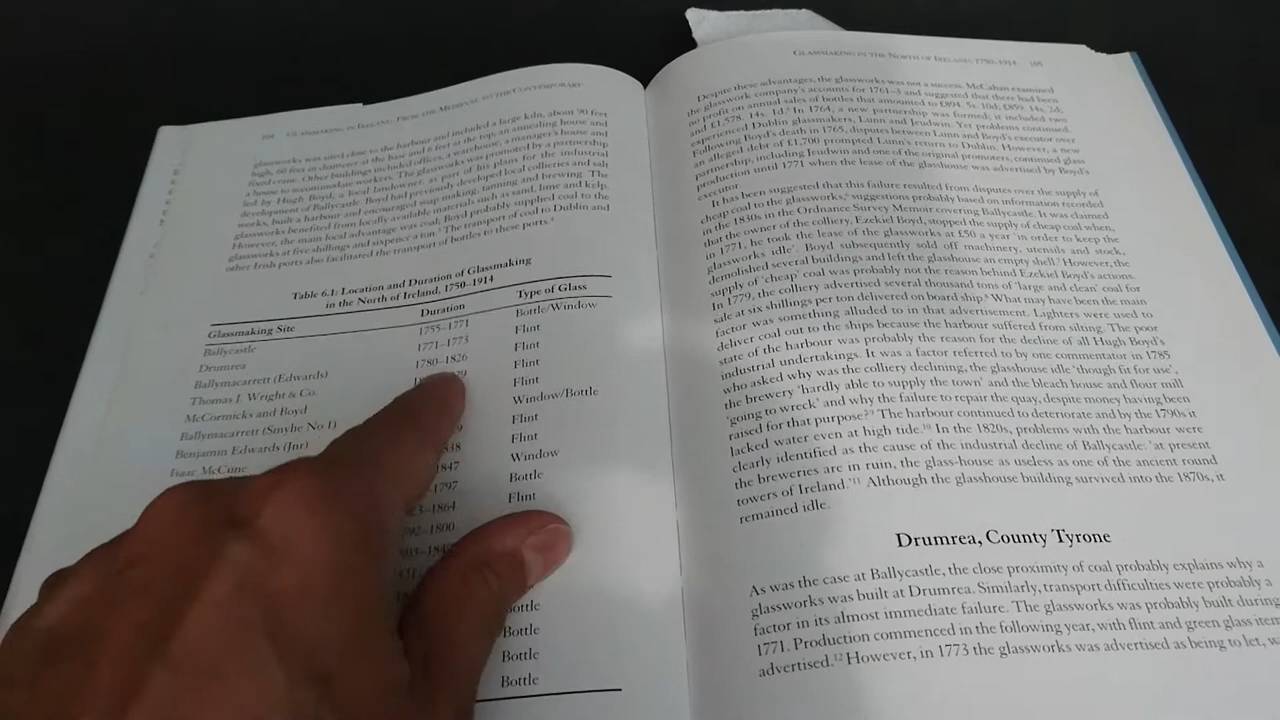 104 GLASSMAKING IN IRELAND: FROM THE MEDIEVAL TO THE CONTEMPORARY
glassworks was sited close to the harbour and included a large kiln, about 90 feet
high, 60 feet in diameter at the base and 6 feet at the top, an annealing house and
fixed crane. Other buildings included offices, a warehouse, a manager's house and
a house to accommodate workers. The glassworks was promoted by a partnership
led by Hugh Boyd, a local landowner, as part of his plans for the industrial
development of Ballycastle. Boyd had previously developed local collieries and salt
works, built a harbour and encouraged soap making, tanning and brewing. The
glassworks benefited from locally available materials such as sand, lime and kelp.
However, the main local advantage was coal. Boyd probably supplied coal to the
glassworks at five shillings and sixpence a ton.³ The transport of coal to Dublin and
other Irish ports also facilitated the transport of bottles to these ports.⁴
Table 6.1: Location and Duration of Glassmaking
in the North of Ireland, 1750–1914
Glassmaking Site Duration Type of Glass
Ballycastle 1755–1771 Bottle/Window
Drumrea 1771–1773 Flint
Ballymacarrett (Edwards) 1780–1826 Flint
Thomas J. Wright & Co. Flint
McCormicks and Boyd Flint
Ballymacarrett (Smylie No 1) Window/Bottle
Benjamin Edwards (Jnr) Flint
Isaac McCune Flint
1847 Window
–1797 Bottle
–1864 Flint
–1800
Bottle
Bottle
Bottle
Bottle
GLASSMAKING IN THE NORTH OF IRELAND, 1750–1914 105
Despite these advantages, the glassworks was not a success. McCahan examined
the glasswork company's accounts for 1761–3 and suggested that there had been
no profit on annual sales of bottles that amounted to £894. 5s. 10d; £859. 14s. 2d;
and £1,578. 14s. 1d.⁵ In 1764, a new partnership was formed; it included two
experienced Dublin glassmakers, Lunn and Jeudwin. Yet problems continued.
Following Boyd's death in 1765, disputes between Lunn and Boyd's executor over
an alleged debt of £1,700 prompted Lunn's return to Dublin. However, a new
partnership, including Jeudwin and one of the original promoters, continued glass
production until 1771 when the lease of the glasshouse was advertised by Boyd's
executor.
It has been suggested that this failure resulted from disputes over the supply of
cheap coal to the glassworks,⁶ suggestions probably based on information recorded
in the 1830s in the Ordnance Survey Memoir covering Ballycastle. It was claimed
that the owner of the colliery, Ezekiel Boyd, stopped the supply of cheap coal when,
in 1771, he took the lease of the glassworks at £50 a year 'in order to keep the
glassworks idle'. Boyd subsequently sold off machinery, utensils and stock,
demolished several buildings and left the glasshouse an empty shell.⁷ However, the
supply of 'cheap' coal was probably not the reason behind Ezekiel Boyd's actions.
In 1779, the colliery advertised several thousand tons of 'large and clean' coal for
sale at six shillings per ton delivered on board ship.⁸ What may have been the main
factor was something alluded to in that advertisement. Lighters were used to
deliver coal out to the ships because the harbour suffered from silting. The poor
state of the harbour was probably the reason for the decline of all Hugh Boyd's
industrial undertakings. It was a factor referred to by one commentator in 1785
who asked why was the colliery declining, the glasshouse idle 'though fit for use',
the brewery 'hardly able to supply the town' and the bleach house and flour mill
'going to wreck' and why the failure to repair the quay, despite money having been
raised for that purpose?⁹ The harbour continued to deteriorate and by the 1790s it
lacked water even at high tide.¹⁰ In the 1820s, problems with the harbour were
clearly identified as the cause of the industrial decline of Ballycastle: 'at present
the breweries are in ruin, the glass-house as useless as one of the ancient round
towers of Ireland.'¹¹ Although the glasshouse building survived into the 1870s, it
remained idle.
Drumrea, County Tyrone
As was the case at Ballycastle, the close proximity of coal probably explains why a
glassworks was built at Drumrea. Similarly, transport difficulties were probably a
factor in its almost immediate failure. The glassworks was probably built during
1771. Production commenced in the following year, with flint and green glass item
advertised.¹² However, in 1773 the glassworks was advertised as being to let, w